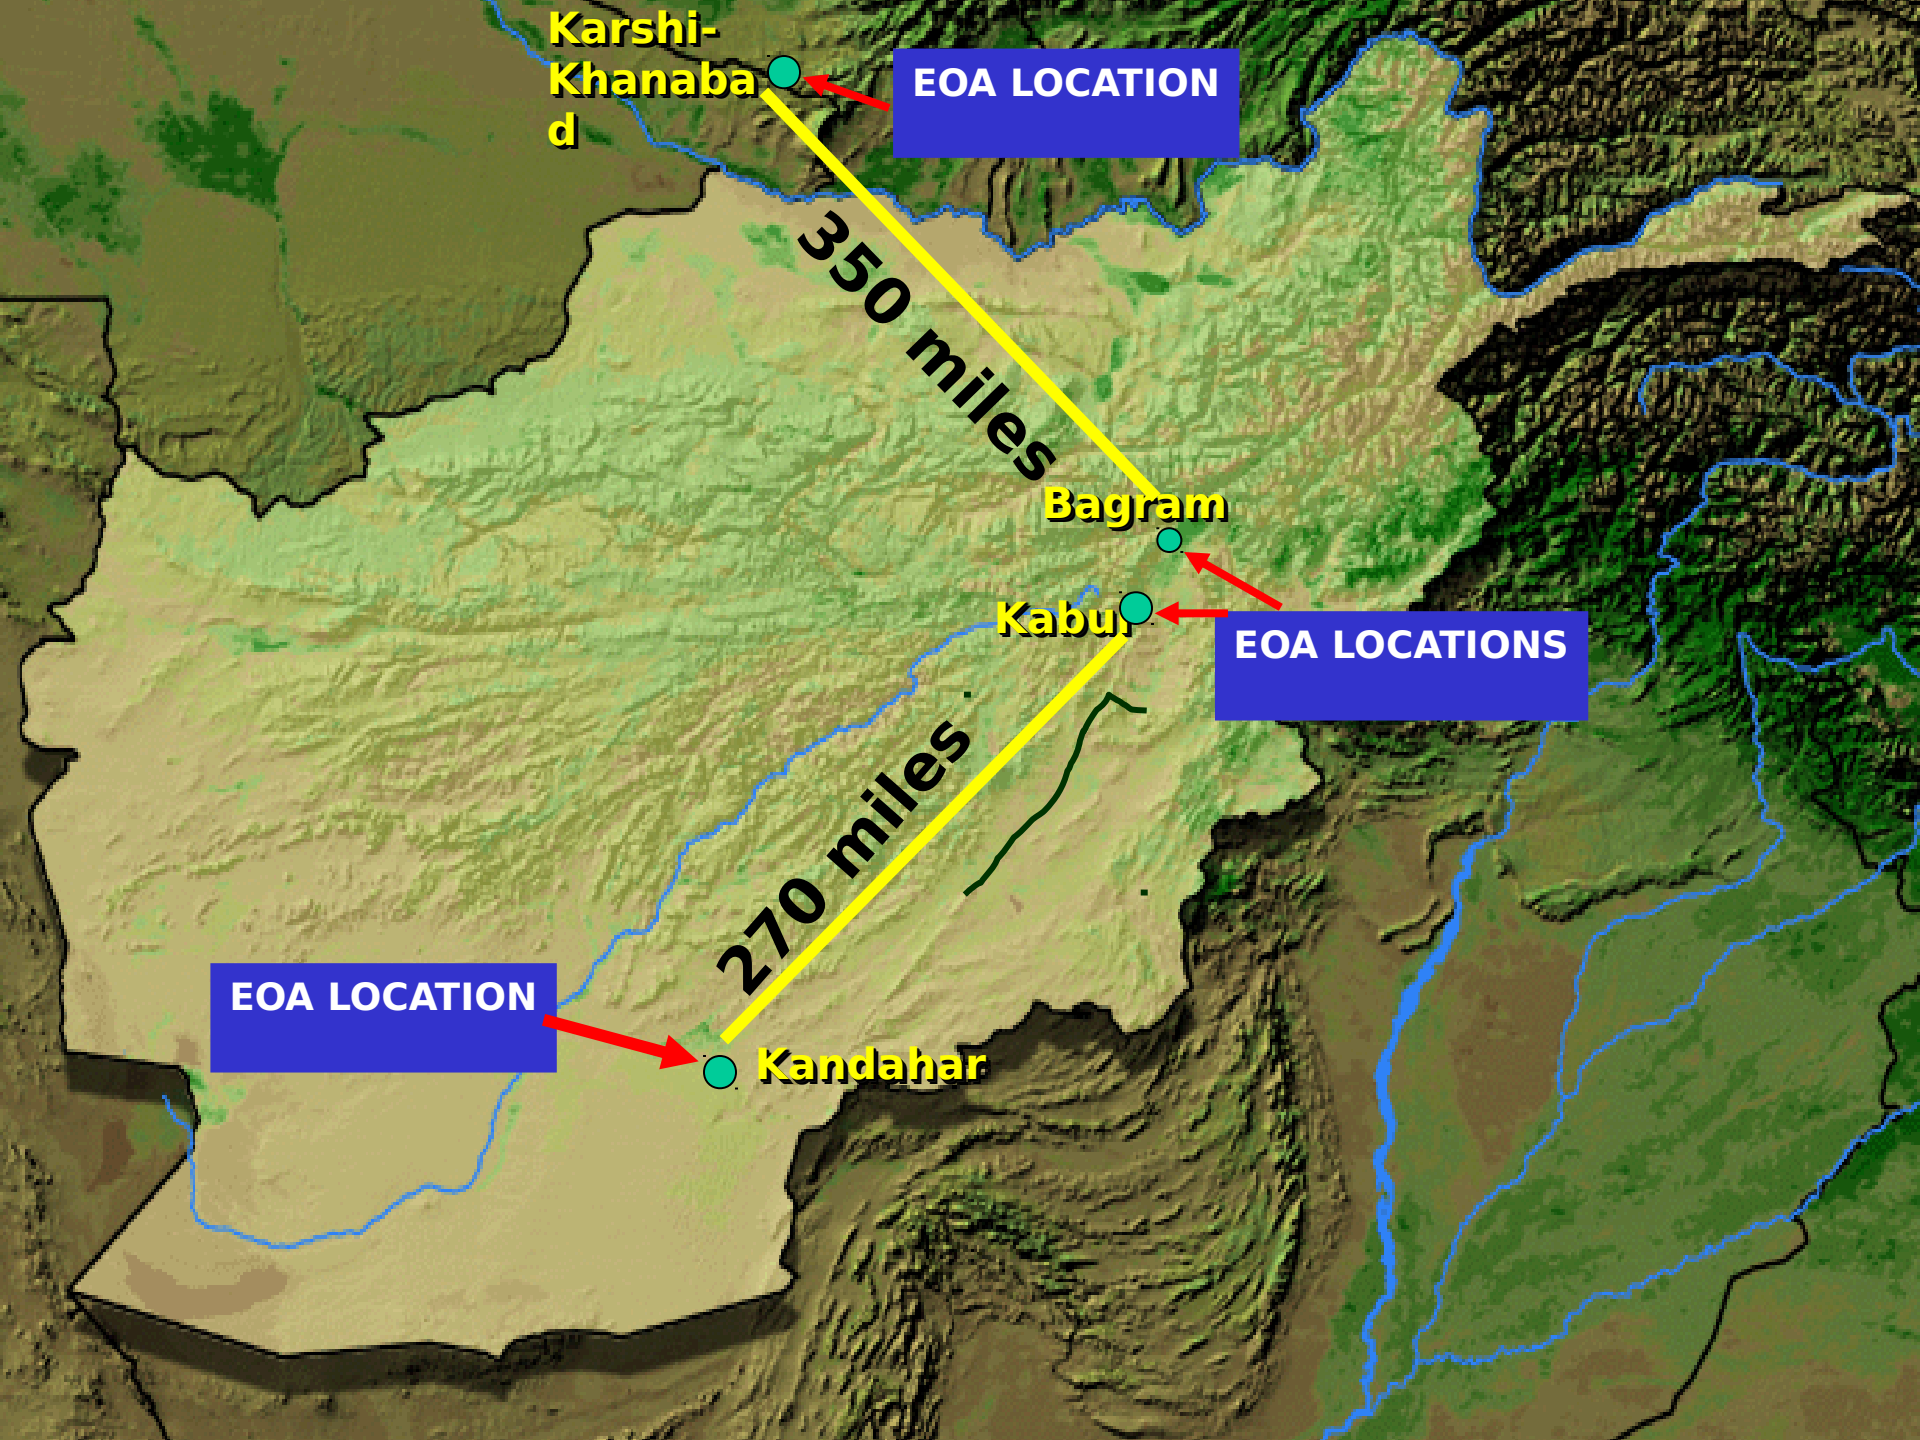 Karshi-
Khanaba
d
EOA LOCATION
350 miles
Bagram
Kabul
EOA LOCATIONS
270 miles
EOA LOCATION
Kandahar